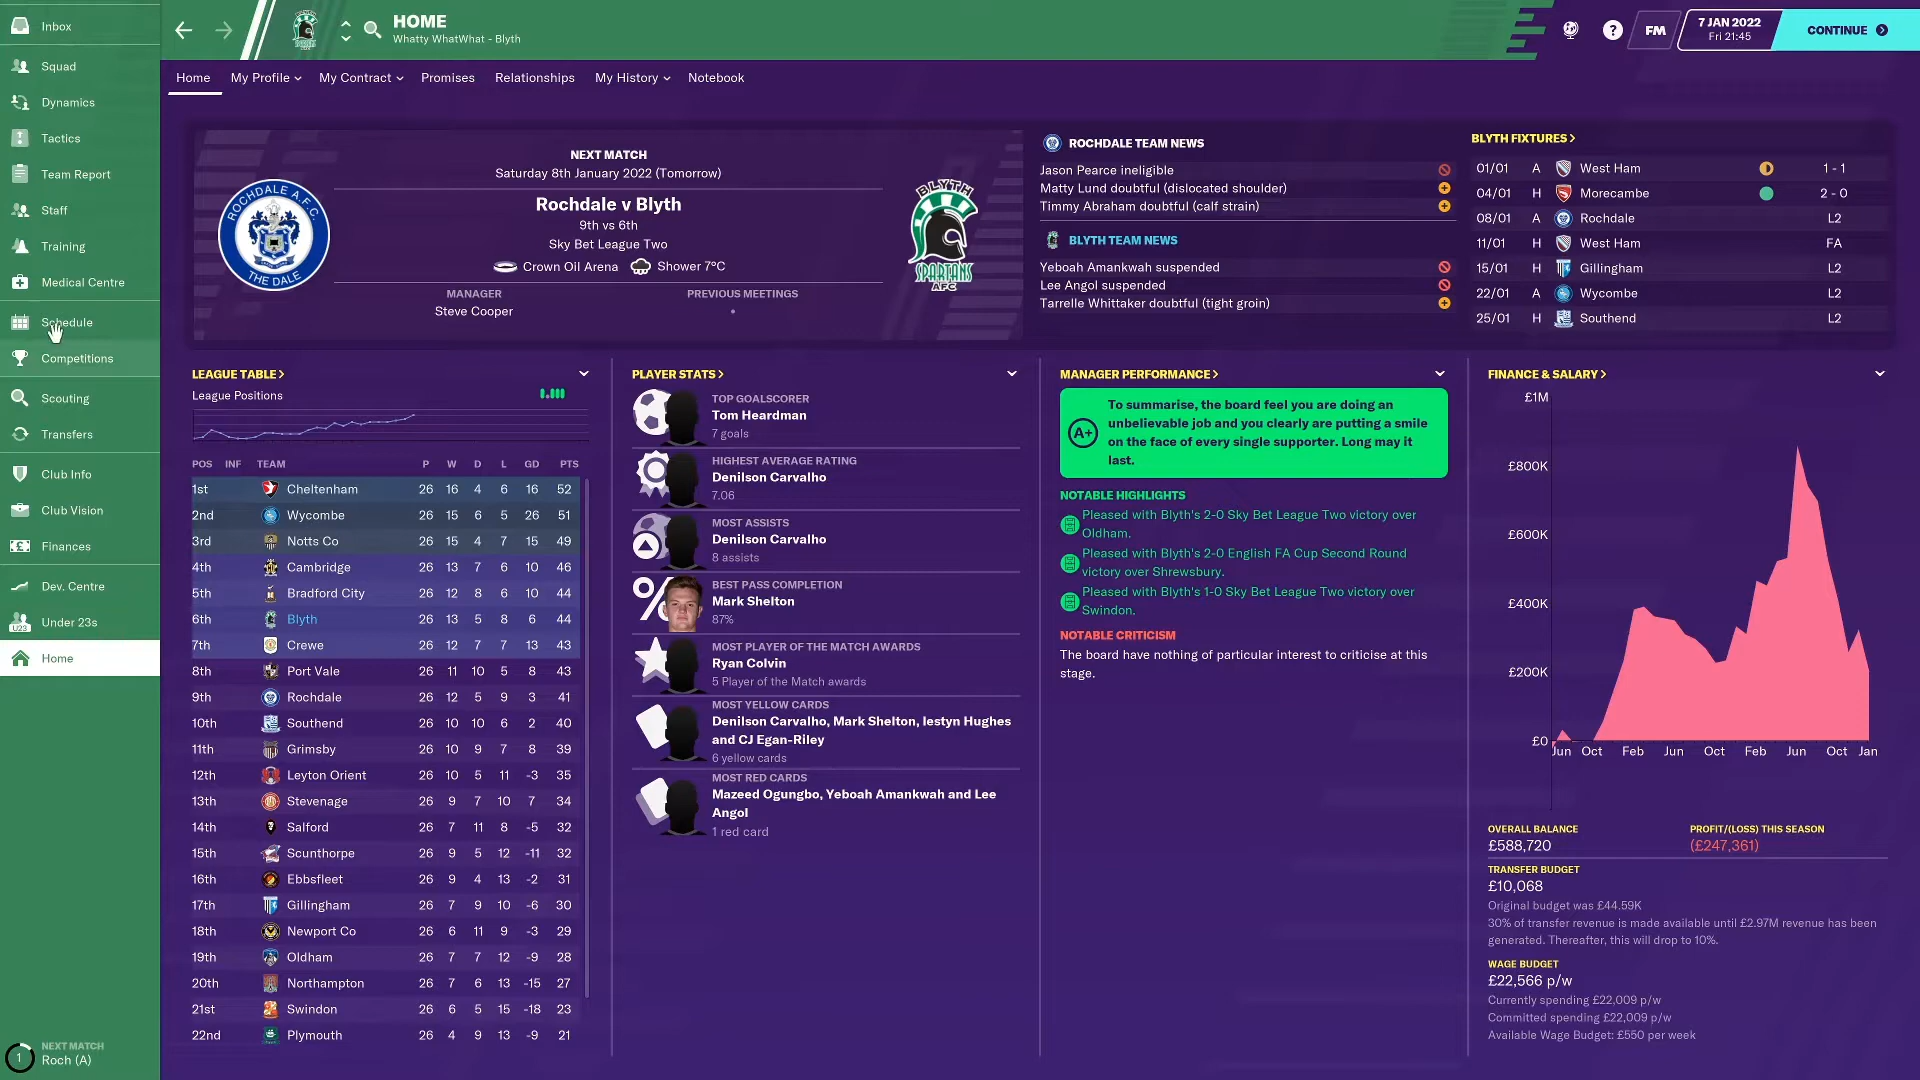 Inbox
Squad
Dynamics
Tactics
Team Report
Staff
Training
Medical Centre
Schedule
Competitions
Scouting
Transfers
Club Info
Club Vision
Finances
Dev. Centre
U23
Under 23s
Home
1
NEXT MATCH
Roch (A)
HOME
Whatty WhatWhat - Blyth
? FM
7 JAN 2022
Fri 21:45
CONTINUE
Home My Profile My Contract Promises Relationships My History Notebook
ROCHDALE A.F.C.
THE DALE
NEXT MATCH
Saturday 8th January 2022 (Tomorrow)
Rochdale v Blyth
9th vs 6th
Sky Bet League Two
Crown Oil Arena Shower 7°C
MANAGER
Steve Cooper
PREVIOUS MEETINGS
BLYTH
SPARTANS
AFC
ROCHDALE TEAM NEWS
Jason Pearce ineligible
Matty Lund doubtful (dislocated shoulder)
Timmy Abraham doubtful (calf strain)
BLYTH TEAM NEWS
Yeboah Amankwah suspended
Lee Angol suspended
Tarrelle Whittaker doubtful (tight groin)
BLYTH FIXTURES>
01/01 A West Ham 1 - 1
04/01 H Morecambe 2 - 0
08/01 A Rochdale L2
11/01 H West Ham FA
15/01 H Gillingham L2
22/01 A Wycombe L2
25/01 H Southend L2
LEAGUE TABLE>
League Positions
POS INF TEAM P W D L GD PTS
1st Cheltenham 26 16 4 6 16 52
2nd Wycombe 26 15 6 5 26 51
3rd Notts Co 26 15 4 7 15 49
4th Cambridge 26 13 7 6 10 46
5th Bradford City 26 12 8 6 10 44
6th Blyth 26 13 5 8 6 44
7th Crewe 26 12 7 7 13 43
8th Port Vale 26 11 10 5 8 43
9th Rochdale 26 12 5 9 3 41
10th Southend 26 10 10 6 2 40
11th Grimsby 26 10 9 7 8 39
12th Leyton Orient 26 10 5 11 -3 35
13th Stevenage 26 9 7 10 7 34
14th Salford 26 7 11 8 -5 32
15th Scunthorpe 26 9 5 12 -11 32
16th Ebbsfleet 26 9 4 13 -2 31
17th Gillingham 26 7 9 10 -6 30
18th Newport Co 26 6 11 9 -3 29
19th Oldham 26 7 7 12 -9 28
20th Northampton 26 7 6 13 -15 27
21st Swindon 26 6 5 15 -18 23
22nd Plymouth 26 4 9 13 -9 21
PLAYER STATS>
TOP GOALSCORER
Tom Heardman
7 goals
HIGHEST AVERAGE RATING
Denilson Carvalho
7.06
MOST ASSISTS
Denilson Carvalho
8 assists
%
BEST PASS COMPLETION
Mark Shelton
87%
MOST PLAYER OF THE MATCH AWARDS
Ryan Colvin
5 Player of the Match awards
MOST YELLOW CARDS
Denilson Carvalho, Mark Shelton, Iestyn Hughes
and CJ Egan-Riley
6 yellow cards
MOST RED CARDS
Mazeed Ogungbo, Yeboah Amankwah and Lee
Angol
1 red card
MANAGER PERFORMANCE>
A+
To summarise, the board feel you are doing an
unbelievable job and you clearly are putting a smile
on the face of every single supporter. Long may it
last.
NOTABLE HIGHLIGHTS
Pleased with Blyth's 2-0 Sky Bet League Two victory over
Oldham.
Pleased with Blyth's 2-0 English FA Cup Second Round
victory over Shrewsbury.
Pleased with Blyth's 1-0 Sky Bet League Two victory over
Swindon.
NOTABLE CRITICISM
The board have nothing of particular interest to criticise at this
stage.
FINANCE & SALARY>
£1M
£800K
£600K
£400K
£200K
£0
Jun Oct Feb Jun Oct Feb Jun Oct Jan
OVERALL BALANCE
£588,720
PROFIT/(LOSS) THIS SEASON
(£247,361)
TRANSFER BUDGET
£10,068
Original budget was £44.59K
30% of transfer revenue is made available until £2.97M revenue has been
generated. Thereafter, this will drop to 10%.
WAGE BUDGET
£22,566 p/w
Currently spending £22,009 p/w
Committed spending £22,009 p/w
Available Wage Budget: £550 per week